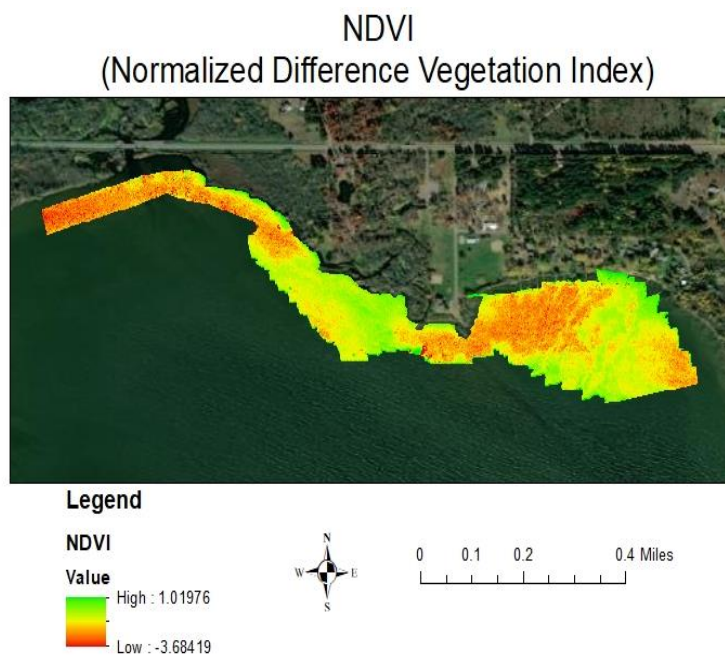 NDVI
(Normalized Difference Vegetation Index)
Legend
NDVI
Value
High : 1.01976
Low : -3.68419
N
W E
S
0 0.1 0.2 0.4 Miles